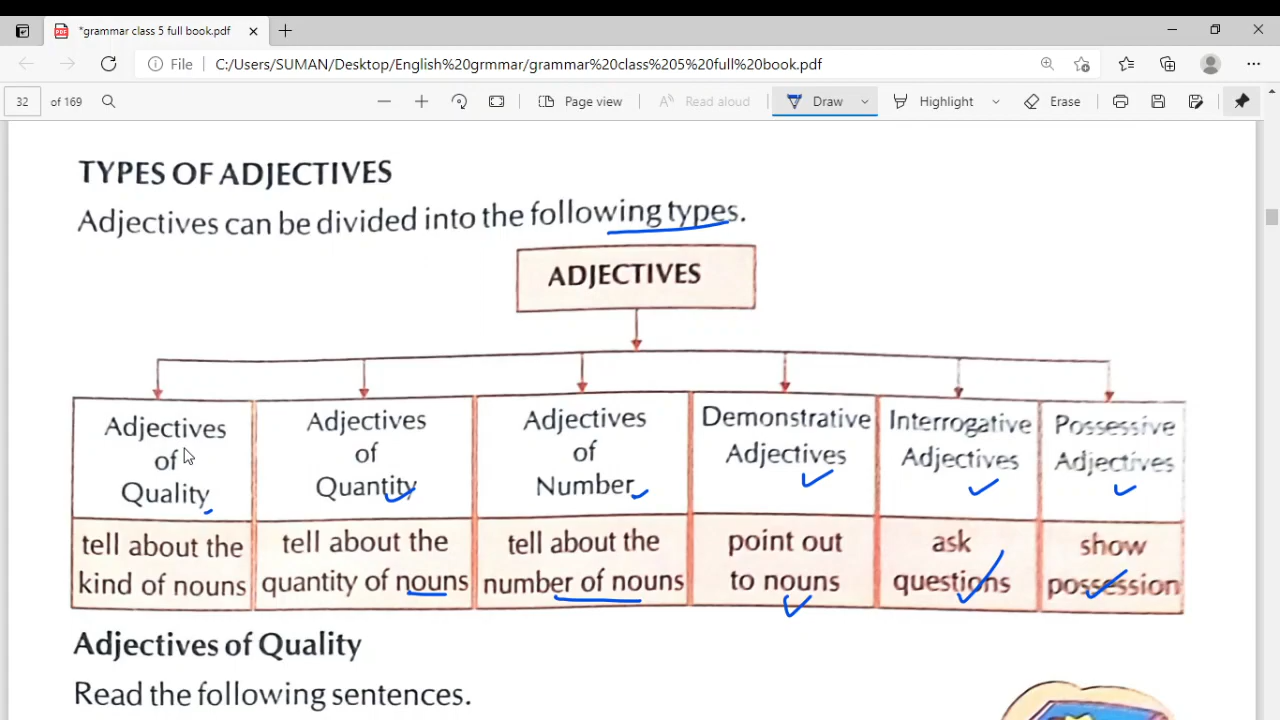 *grammar class 5 full book.pdf
File C:/Users/SUMAN/Desktop/English%20grmmar/grammar%20class%205%20full%20book.pdf
32 of 169 Page view Read aloud Draw Highlight Erase
TYPES OF ADJECTIVES
Adjectives can be divided into the following types.
ADJECTIVES
Adjectives
of
Quality
Adjectives
of
Quantity
Adjectives
of
Number
Demonstrative
Adjectives
Interrogative
Adjectives
Possessive
Adjectives
tell about the
kind of nouns
tell about the
quantity of nouns
tell about the
number of nouns
point out
to nouns
ask
questions
show
possession
Adjectives of Quality
Read the following sentences.